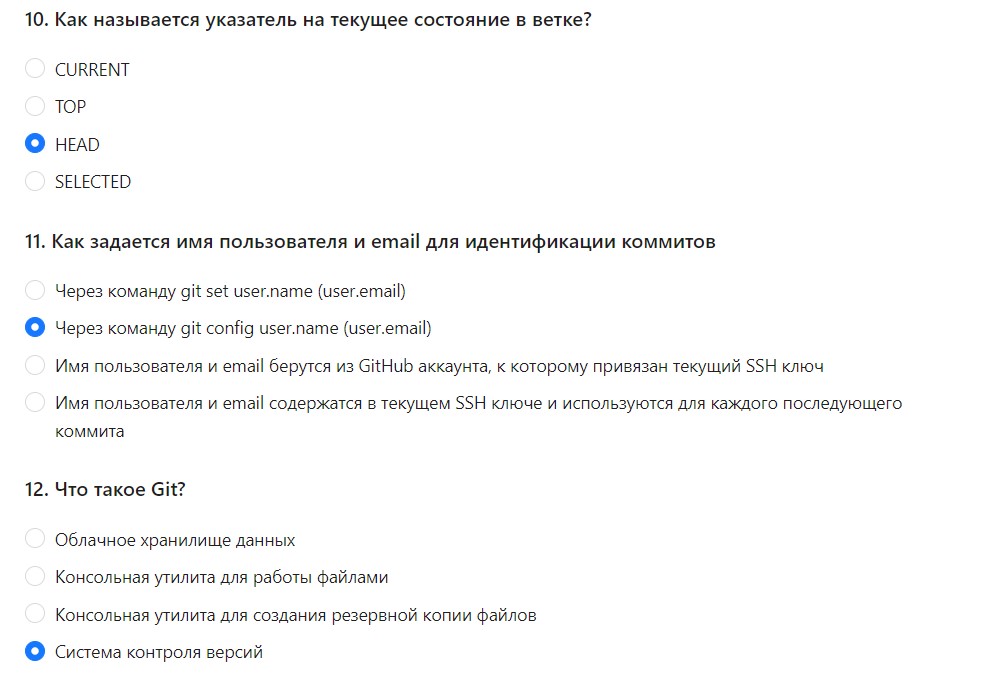 10. Как называется указатель на текущее состояние в ветке?
CURRENT
TOP
HEAD
SELECTED
11. Как задается имя пользователя и email для идентификации коммитов
Через команду git set user.name (user.email)
Через команду git config user.name (user.email)
Имя пользователя и email берутся из GitHub аккаунта, к которому привязан текущий SSH ключ
Имя пользователя и email содержатся в текущем SSH ключе и используются для каждого последующего
коммита
12. Что такое Git?
Облачное хранилище данных
Консольная утилита для работы файлами
Консольная утилита для создания резервной копии файлов
Система контроля версий